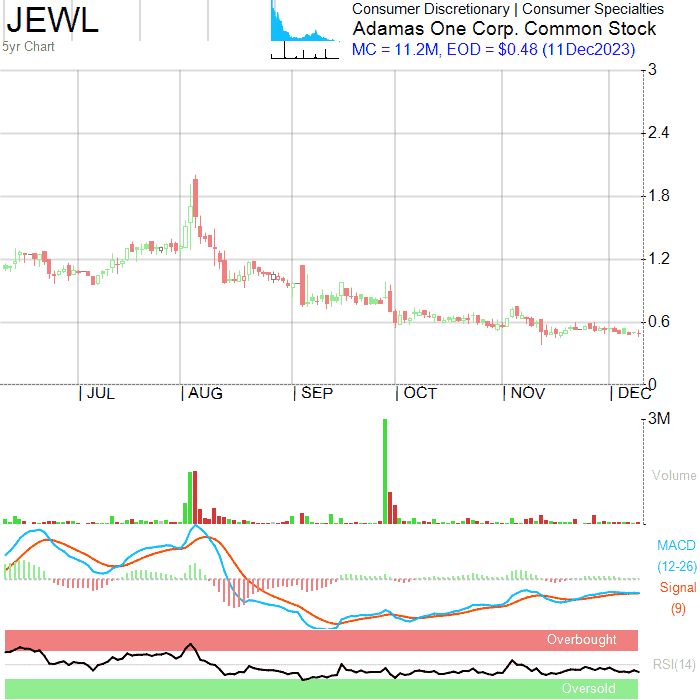 JEWL
5yr Chart
Consumer Discretionary | Consumer Specialties
Adamas One Corp. Common Stock
MC = 11.2M, EOD = $0.48 (11Dec2023)
3
2.4
1.8
1.2
0.6
0
| JUL | AUG | SEP | OCT | NOV | DEC
3M
Volume
MACD
(12-26)
Signal
(9)
Overbought
RSI(14)
Oversold